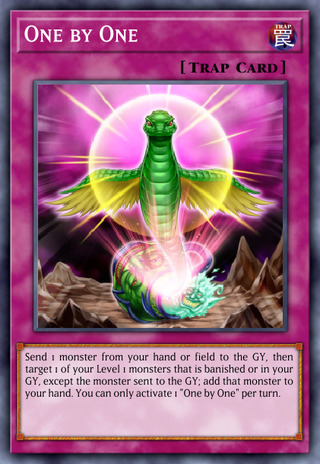 One by One
TRAP
罠
[Trap Card]
Send 1 monster from your hand or field to the GY, then
target 1 of your Level 1 monsters that is banished or in your
GY, except the monster sent to the GY; add that monster to
your hand. You can only activate 1 "One by One" per turn.